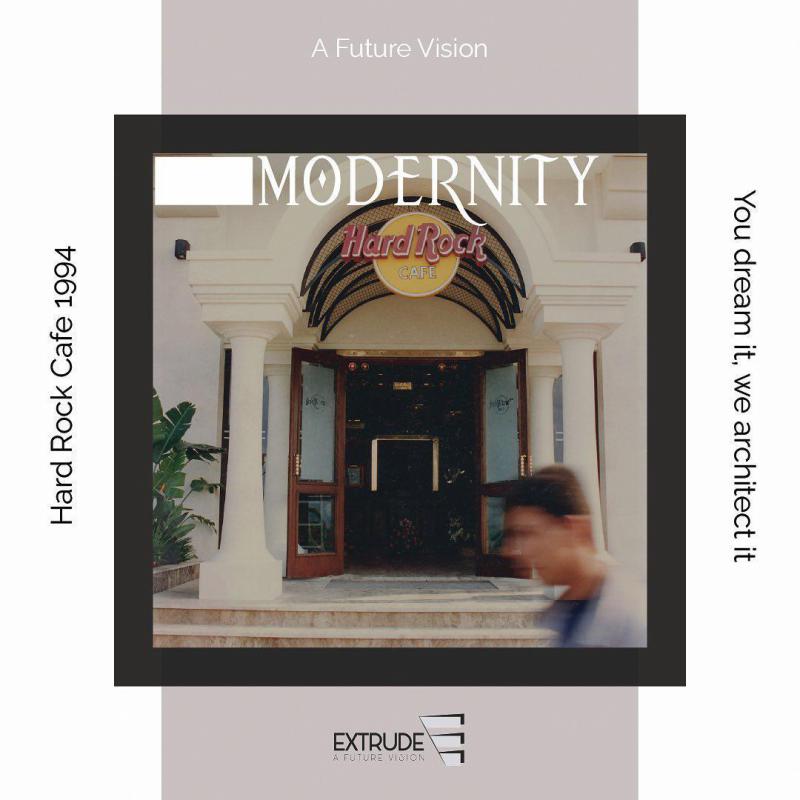 A Future Vision
MODERNITY
Hard Rock
CAFE
Hard Rock Cafe 1994
You dream it, we architect it
EXTRUDE
A FUTURE VISION